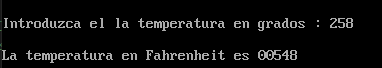 Introduzca el la temperatura en grados : 258
La temperatura en Fahrenheit es 00548